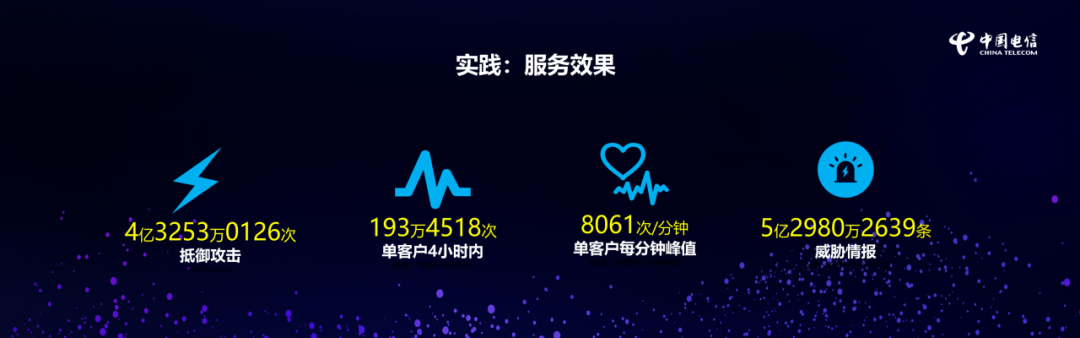 中国电信
CHINA TELECOM
实践：服务效果
4亿3253万0126次
抵御攻击
193万4518次
单客户4小时内
8061次/分钟
单客户每分钟峰值
5亿2980万2639条
威胁情报